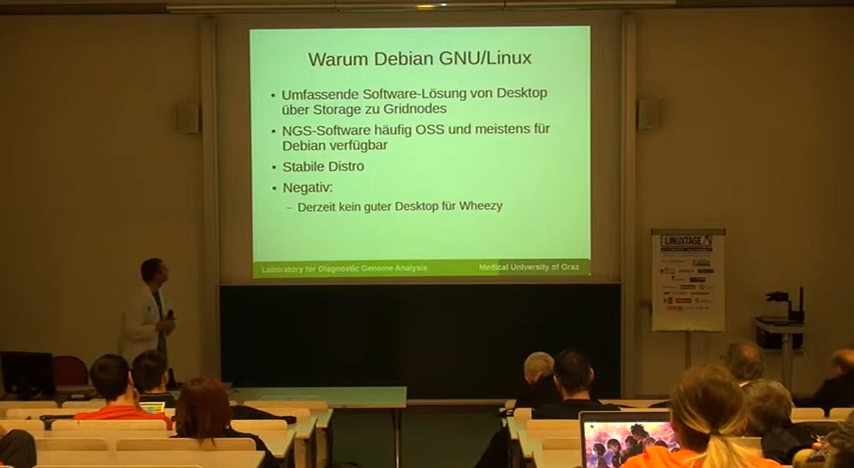 Warum Debian GNU/Linux
• Umfassende Software-Lösung von Desktop
über Storage zu Gridnodes
• NGS-Software häufig OSS und meistens für
Debian verfügbar
• Stabile Distro
• Negativ:
– Derzeit kein guter Desktop für Wheezy
Laboratory for Diagnostic Genome Analysis
Medical University of Graz
LINUXTAGE